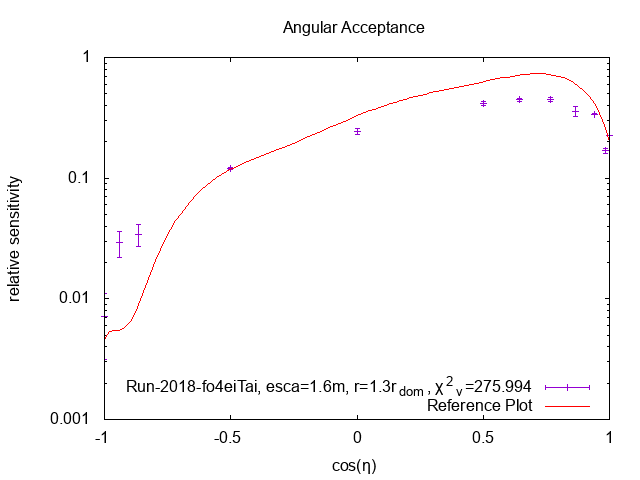 Angular Acceptance
1
0.1
0.01
0.001
relative sensitivity
Run-2018-fo4eiTai, esca=1.6m, r=1.3r_dom, χ²_ν=275.994
Reference Plot
-1 -0.5 0 0.5 1
cos(η)